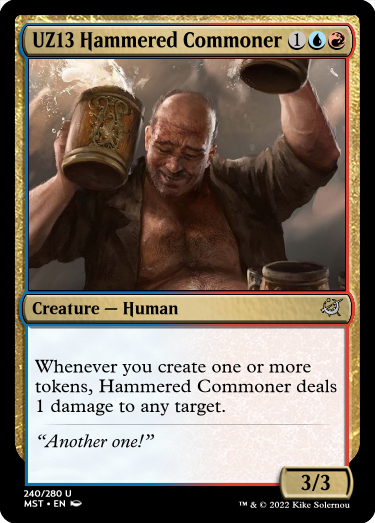 UZ13 Hammered Commoner 1
Creature — Human
Whenever you create one or more
tokens, Hammered Commoner deals
1 damage to any target.
“Another one!”
3/3
240/280 U
MST • EN
™ & © 2022 Kike Solernou